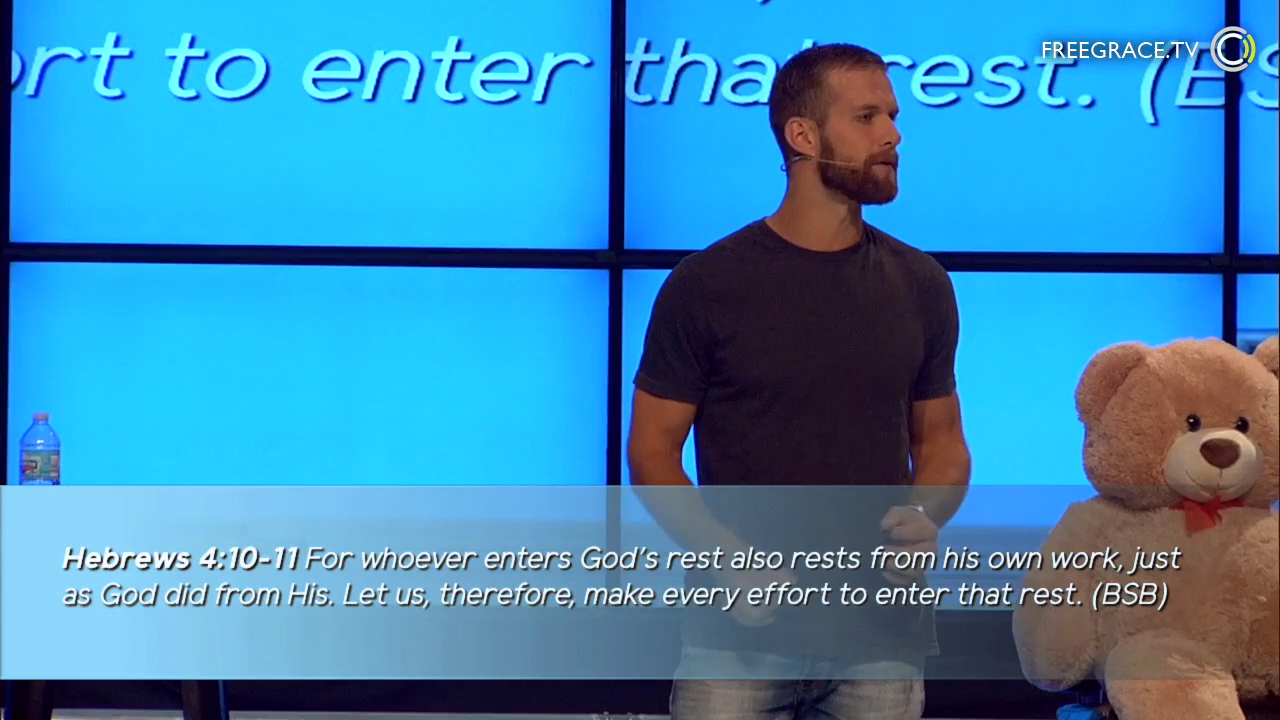 ort to enter that rest. (BS
FREEGRACE.TV
Hebrews 4:10-11 For whoever enters God's rest also rests from his own work, just
as God did from His. Let us, therefore, make every effort to enter that rest. (BSB)